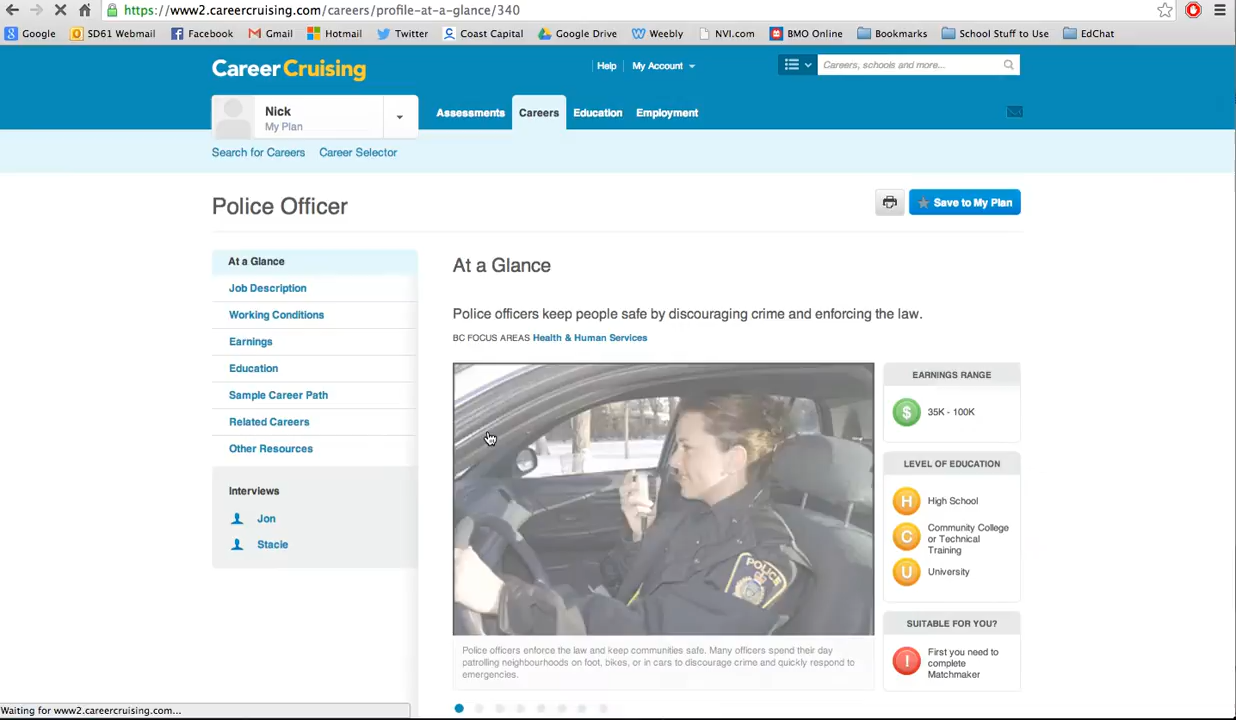 https://www2.careercruising.com/careers/profile-at-a-glance/340
Google SD61 Webmail Facebook Gmail Hotmail Twitter Coast Capital Google Drive Weebly NVI.com BMO Online Bookmarks School Stuff to Use EdChat
CareerCruising
Help My Account
Careers, schools and more...
Nick
My Plan
Assessments Careers Education Employment
Search for Careers Career Selector
Police Officer
Save to My Plan
At a Glance
Job Description
Working Conditions
Earnings
Education
Sample Career Path
Related Careers
Other Resources
Interviews
Jon
Stacie
At a Glance
Police officers keep people safe by discouraging crime and enforcing the law.
BC FOCUS AREAS Health & Human Services
POLICE
Police officers enforce the law and keep communities safe. Many officers spend their day
patrolling neighbourhoods on foot, bikes, or in cars to discourage crime and quickly respond to
emergencies.
EARNINGS RANGE
$ 35K - 100K
LEVEL OF EDUCATION
H High School
C Community College
or Technical
Training
U University
SUITABLE FOR YOU?
! First you need to
complete
Matchmaker
Waiting for www2.careercruising.com...